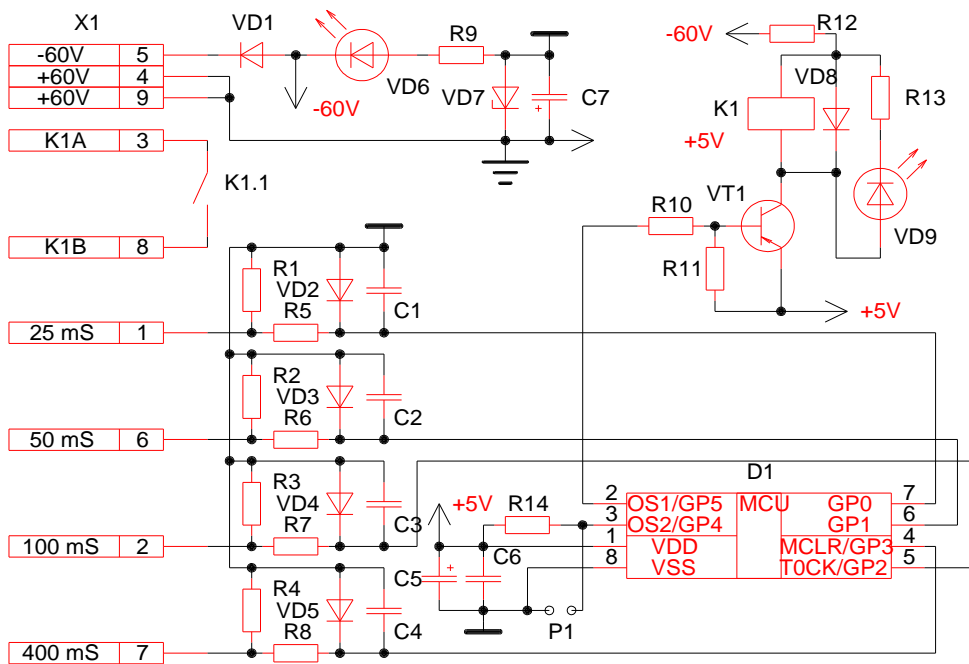 X1
-60V 5
+60V 4
+60V 9
K1A 3
K1B 8
25 mS 1
50 mS 6
100 mS 2
400 mS 7
K1.1
VD1
-60V
VD6
R9
VD7
C7
-60V
R12
VD8
K1
+5V
R13
VT1
VD9
R10
R11
+5V
R1
VD2
R5
C1
R2
VD3
R6
C2
R3
VD4
R7
C3
R4
VD5
R8
C4
+5V
R14
C5
C6
P1
D1
2 OS1/GP5 MCU GP0 7
3 OS2/GP4 GP1 6
1 VDD MCLR/GP3 4
8 VSS T0CK/GP2 5